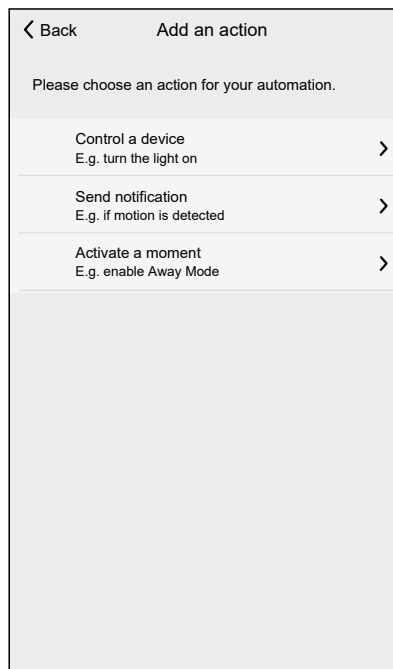 Back Add an action
Please choose an action for your automation.
Control a device
E.g. turn the light on
Send notification
E.g. if motion is detected
Activate a moment
E.g. enable Away Mode